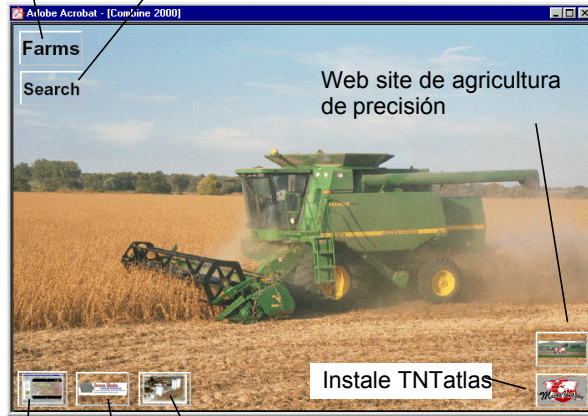 Adobe Acrobat - [Combine 2000]
Farms
Search
Web site de agricultura
de precisión
Instale TNTatlas